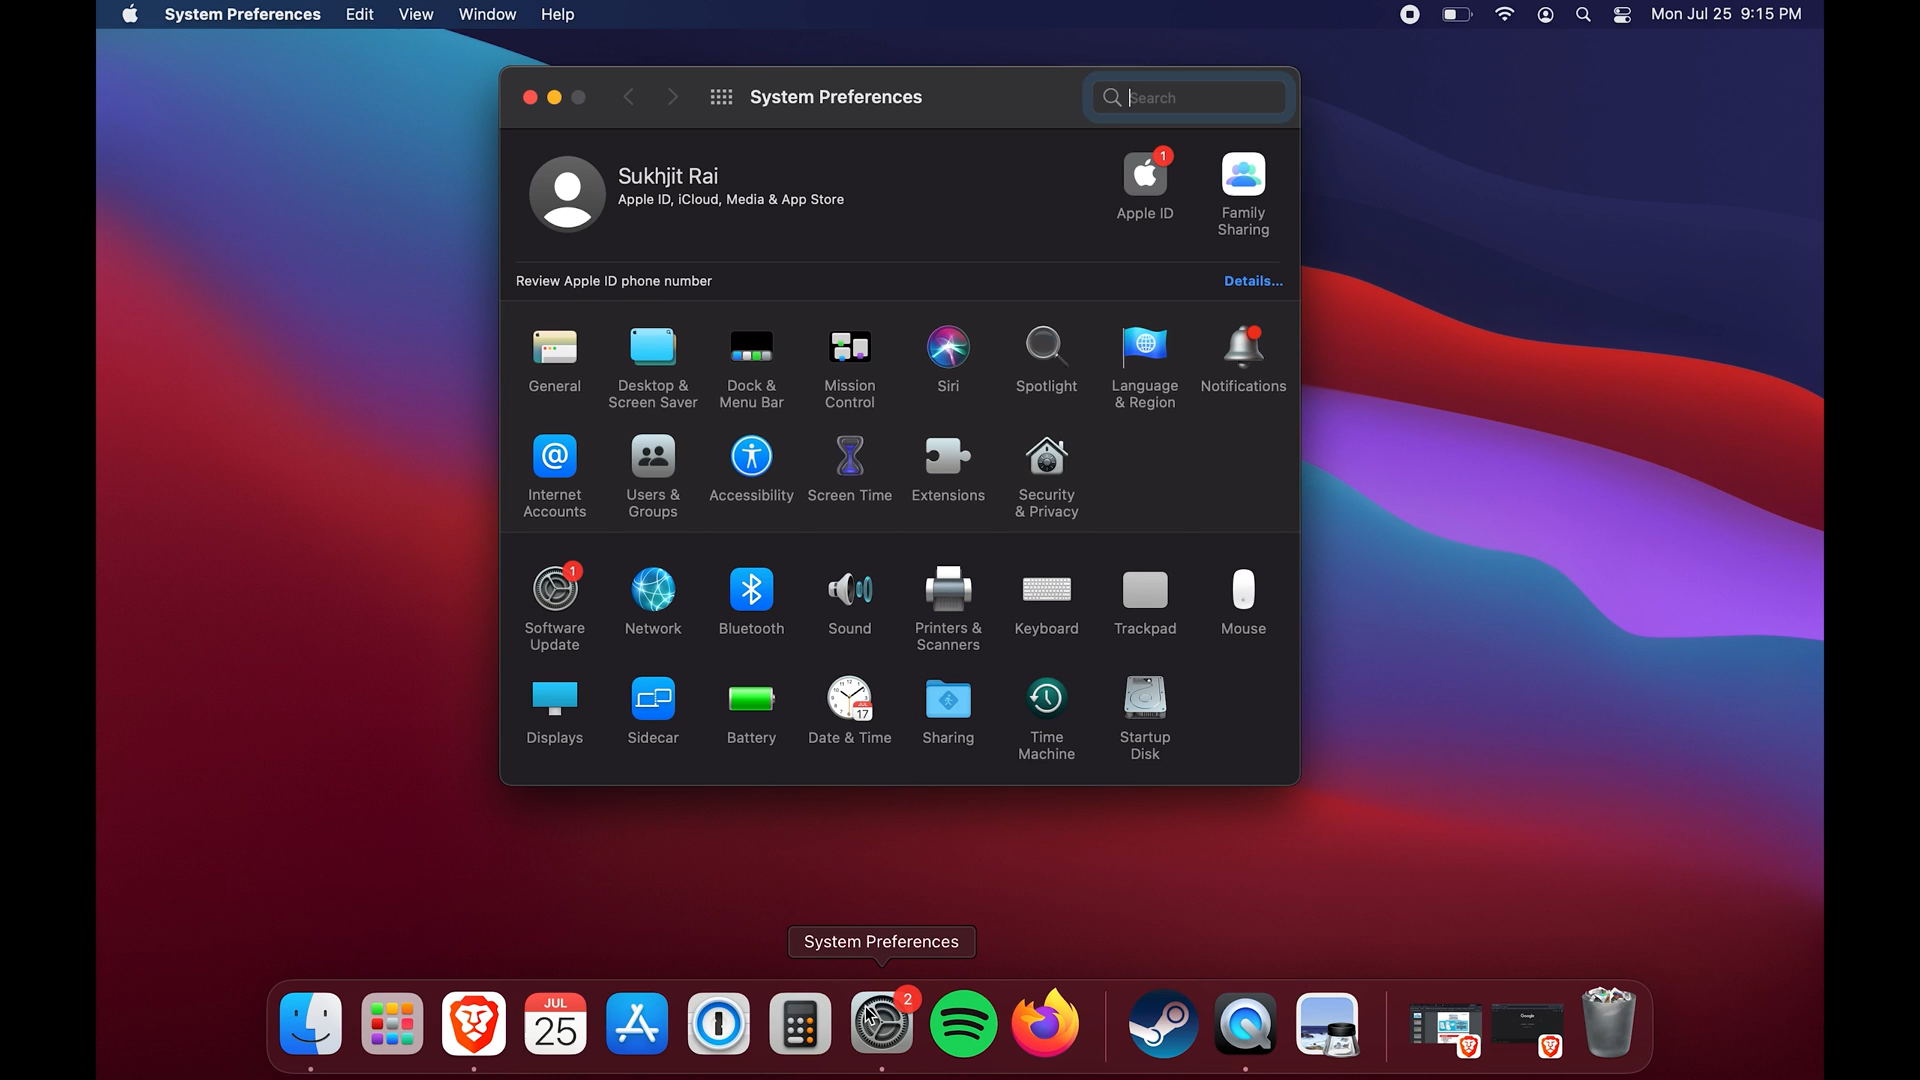 System Preferences Edit View Window Help Mon Jul 25 9:15 PM
System Preferences Search
Sukhjit Rai
Apple ID, iCloud, Media & App Store
1
Apple ID
Family
Sharing
Review Apple ID phone number Details...
General
Desktop &
Screen Saver
Dock &
Menu Bar
Mission
Control
Siri
Spotlight
Language
& Region
Notifications
Internet
Accounts
Users &
Groups
Accessibility
Screen Time
Extensions
Security
& Privacy
1
Software
Update
Network
Bluetooth
Sound
Printers &
Scanners
Keyboard
Trackpad
Mouse
Displays
Sidecar
Battery
JUL
17
Date & Time
Sharing
Time
Machine
Startup
Disk
System Preferences
JUL
25
2
Google